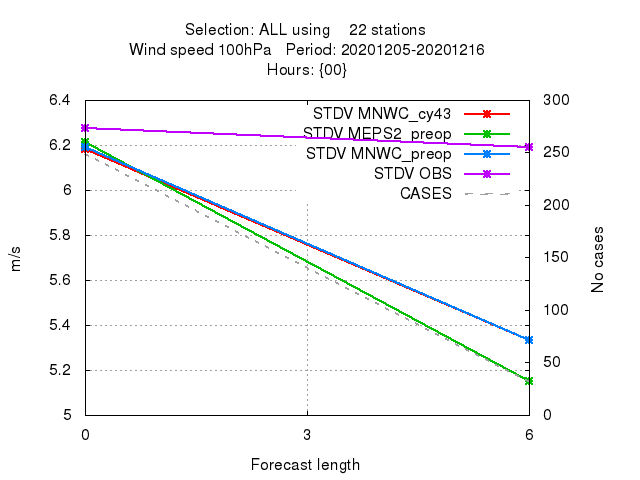 Selection: ALL using 22 stations
Wind speed 100hPa Period: 20201205-20201216
Hours: {00}
6.4
6.2
6
5.8
5.6
5.4
5.2
5
300
250
200
150
100
50
0
STDV MNWC_cy43
STDV MEPS2_preop
STDV MNWC_preop
STDV OBS
CASES
m/s
No cases
0
3
6
Forecast length